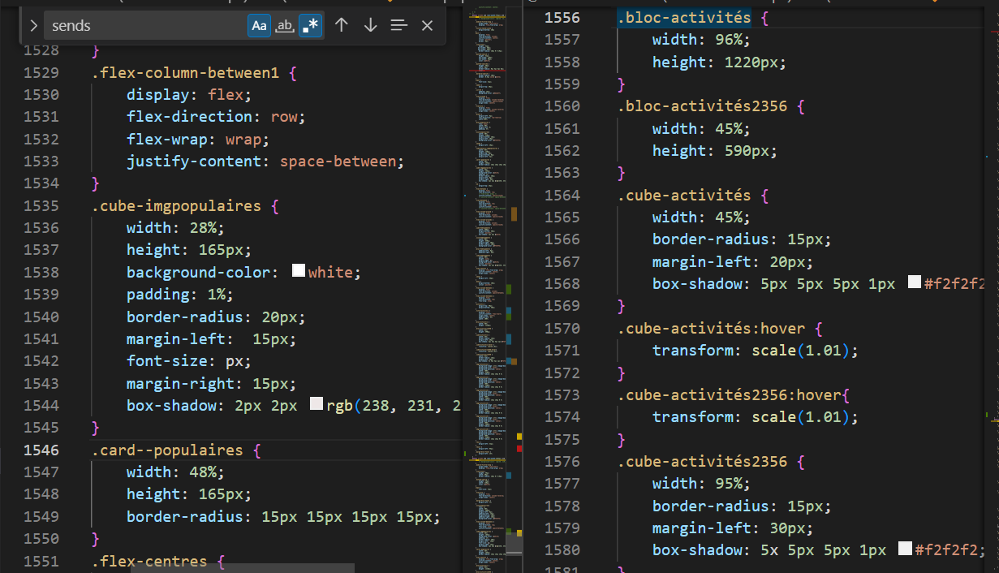 sends
Aa
ab,
.*
1528 }
1529 .flex-column-between1 {
1530 display: flex;
1531 flex-direction: row;
1532 flex-wrap: wrap;
1533 justify-content: space-between;
1534 }
1535 .cube-imgpopulaires {
1536 width: 28%;
1537 height: 165px;
1538 background-color: white;
1539 padding: 1%;
1540 border-radius: 20px;
1541 margin-left:  15px;
1542 font-size: px;
1543 margin-right: 15px;
1544 box-shadow: 2px 2px rgb(238, 231, 2
1545 }
1546 .card--populaires {
1547 width: 48%;
1548 height: 165px;
1549 border-radius: 15px 15px 15px 15px;
1550 }
1551 .flex-centres {
1556 .bloc-activités {
1557 width: 96%;
1558 height: 1220px;
1559 }
1560 .bloc-activités2356 {
1561 width: 45%;
1562 height: 590px;
1563 }
1564 .cube-activités {
1565 width: 45%;
1566 border-radius: 15px;
1567 margin-left: 20px;
1568 box-shadow: 5px 5px 5px 1px #f2f2f2
1569 }
1570 .cube-activités:hover {
1571 transform: scale(1.01);
1572 }
1573 .cube-activités2356:hover{
1574 transform: scale(1.01);
1575 }
1576 .cube-activités2356 {
1577 width: 95%;
1578 border-radius: 15px;
1579 margin-left: 30px;
1580 box-shadow: 5x 5px 5px 1px #f2f2f2;
1581 }